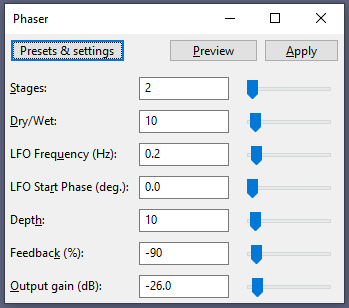 Phaser
Presets & settings Preview Apply
Stages: 2
Dry/Wet: 10
LFO Frequency (Hz): 0.2
LFO Start Phase (deg.): 0.0
Depth: 10
Feedback (%): -90
Output gain (dB): -26.0